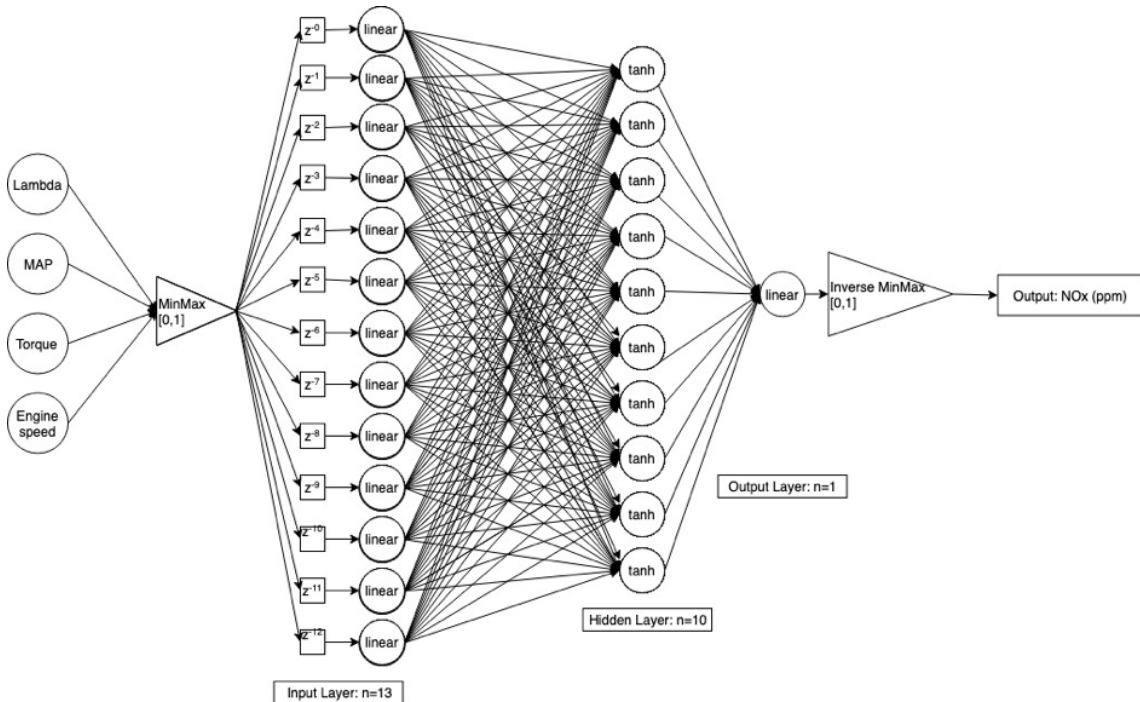 Lambda
MAP
Torque
Engine
speed
MinMax
[0,1]
z⁻⁰
z⁻¹
z⁻²
z⁻³
z⁻⁴
z⁻⁵
z⁻⁶
z⁻⁷
z⁻⁸
z⁻⁹
z⁻¹⁰
z⁻¹¹
z⁻¹²
linear
linear
linear
linear
linear
linear
linear
linear
linear
linear
linear
linear
linear
Input Layer: n=13
tanh
tanh
tanh
tanh
tanh
tanh
tanh
tanh
tanh
tanh
Hidden Layer: n=10
linear
Output Layer: n=1
Inverse MinMax
[0,1]
Output: NOx (ppm)